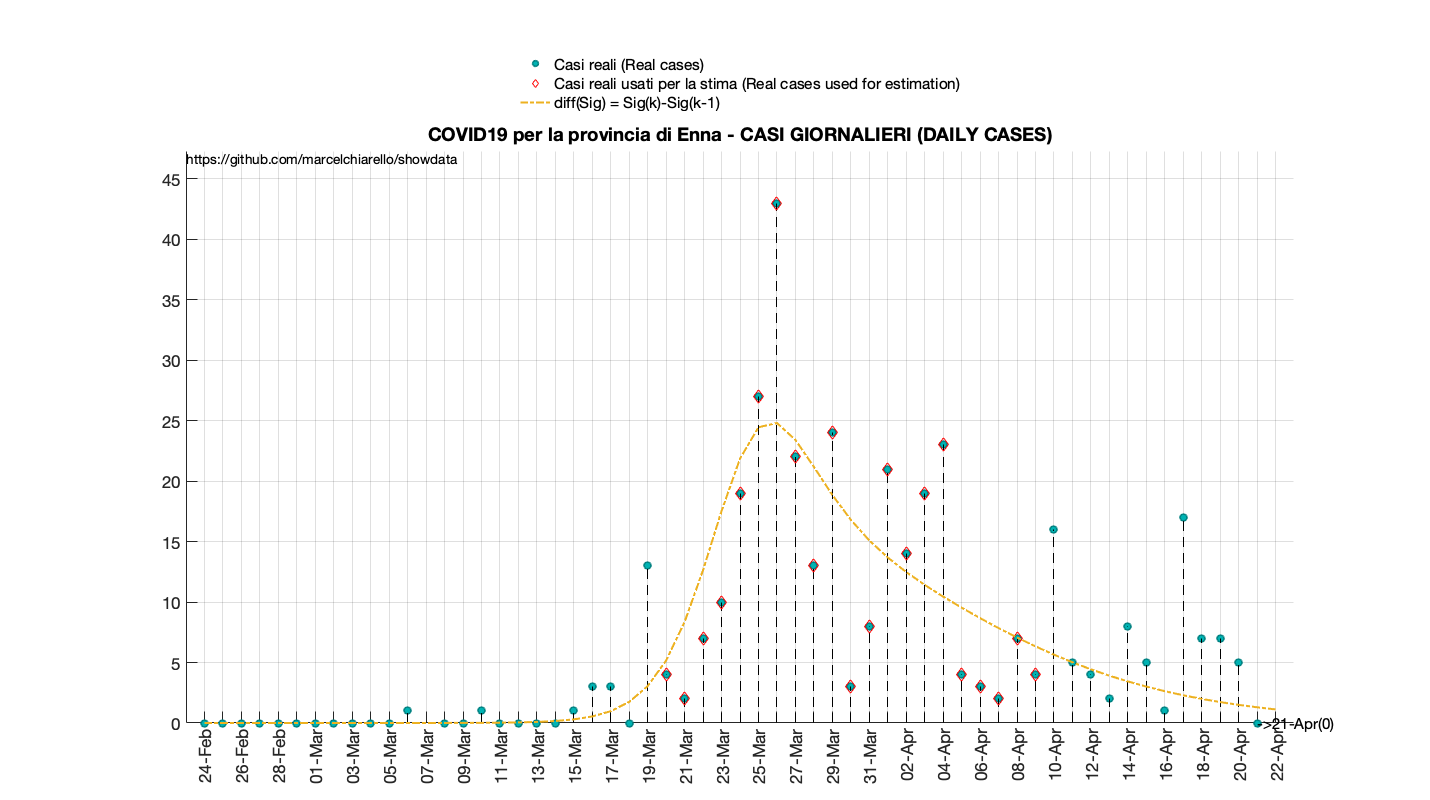 Casi reali (Real cases)
Casi reali usati per la stima (Real cases used for estimation)
diff(Sig) = Sig(k)-Sig(k-1)
COVID19 per la provincia di Enna - CASI GIORNALIERI (DAILY CASES)
https://github.com/marcelchiarello/showdata
45
40
35
30
25
20
15
10
5
0
->21-Apr(0)
24-Feb
26-Feb
28-Feb
01-Mar
03-Mar
05-Mar
07-Mar
09-Mar
11-Mar
13-Mar
15-Mar
17-Mar
19-Mar
21-Mar
23-Mar
25-Mar
27-Mar
29-Mar
31-Mar
02-Apr
04-Apr
06-Apr
08-Apr
10-Apr
12-Apr
14-Apr
16-Apr
18-Apr
20-Apr
22-Apr